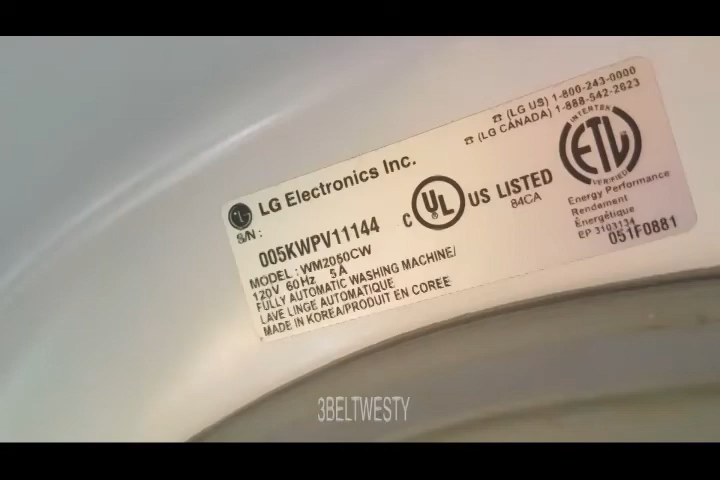 ☎ (LG US) 1-800-243-0000
☎ (LG CANADA) 1-888-542-2623
LG Electronics Inc.
S/N :
005KWPV11144
MODEL : WM2050CW
120V 60Hz 5A
FULLY AUTOMATIC WASHING MACHINE/
LAVE LINGE AUTOMATIQUE
MADE IN KOREA/PRODUIT EN COREE
C UL US LISTED
84CA
INTERTEK
ETL
VERIFIED
Energy Performance
Rendement
Énergétique
EP 3103134
051F0881
3BELTWESTY